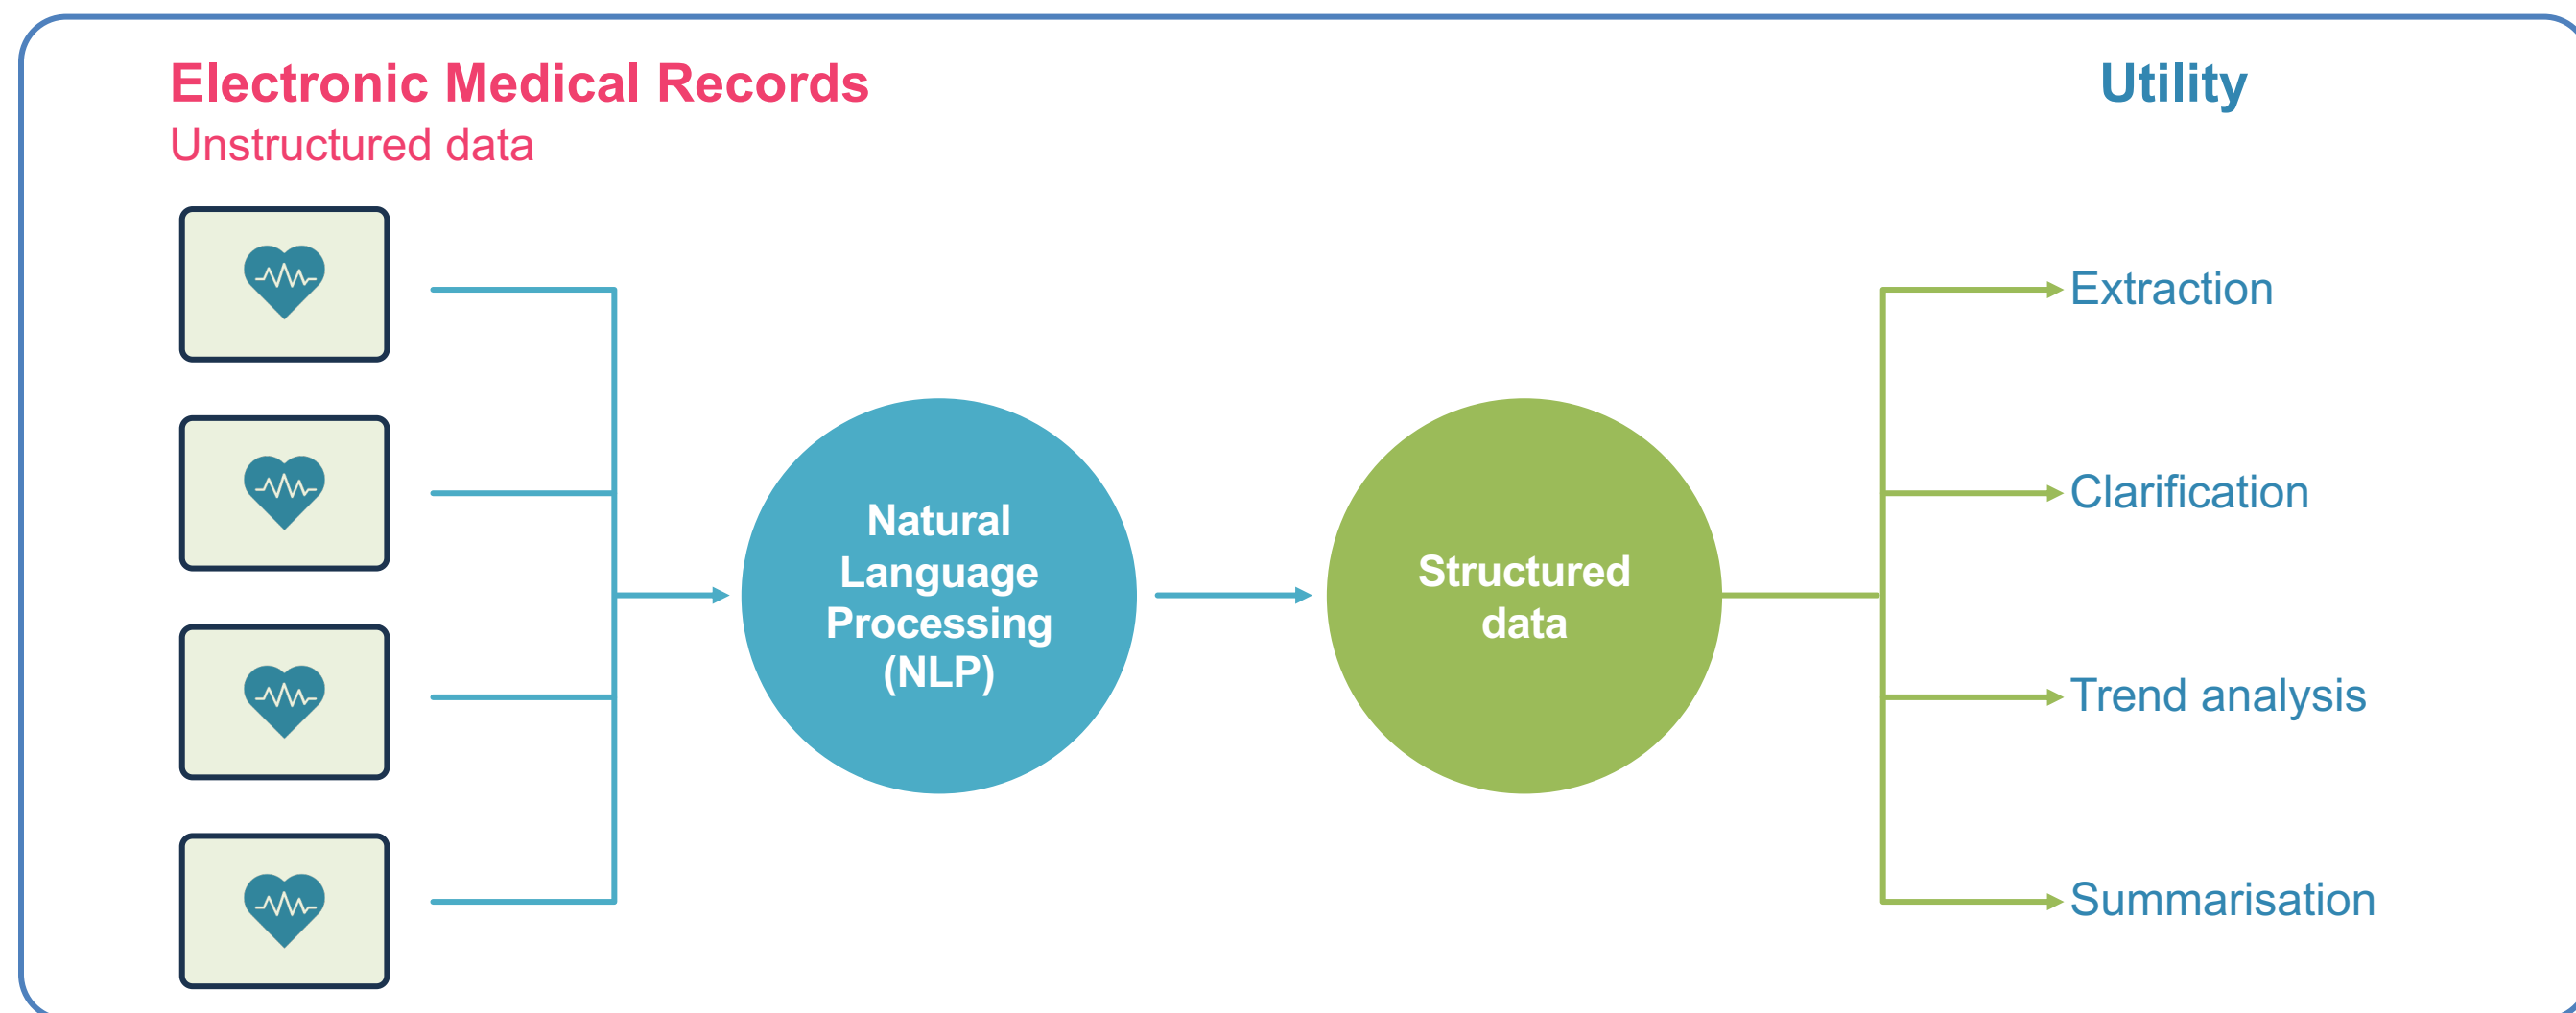 Electronic Medical Records
Unstructured data
Utility
Natural
Language
Processing
(NLP)
Structured
data
Extraction
Clarification
Trend analysis
Summarisation